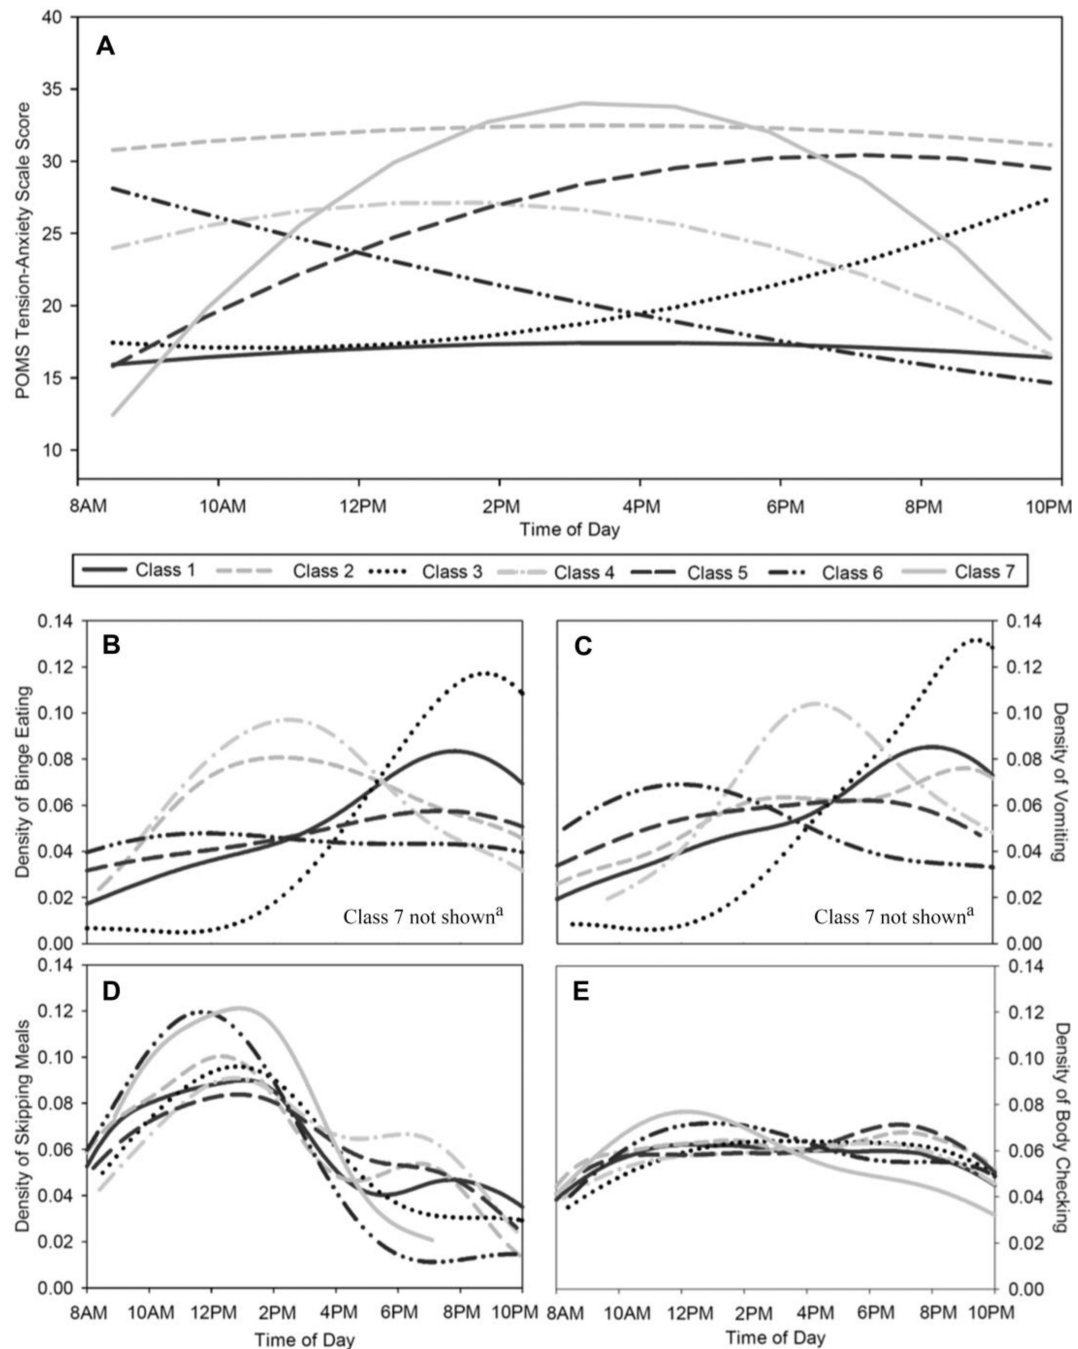 A
POMS Tension-Anxiety Scale Score
40
35
30
25
20
15
10
8AM 10AM 12PM 2PM 4PM 6PM 8PM 10PM
Time of Day
Class 1 Class 2 Class 3 Class 4 Class 5 Class 6 Class 7
B
Density of Binge Eating
0.14
0.12
0.10
0.08
0.06
0.04
0.02
0.00
Class 7 not shownᵃ
C
Density of Vomiting
0.14
0.12
0.10
0.08
0.06
0.04
0.02
0.00
Class 7 not shownᵃ
D
Density of Skipping Meals
0.14
0.12
0.10
0.08
0.06
0.04
0.02
0.00
8AM 10AM 12PM 2PM 4PM 6PM 8PM 10PM
Time of Day
E
Density of Body Checking
0.14
0.12
0.10
0.08
0.06
0.04
0.02
0.00
8AM 10AM 12PM 2PM 4PM 6PM 8PM 10PM
Time of Day